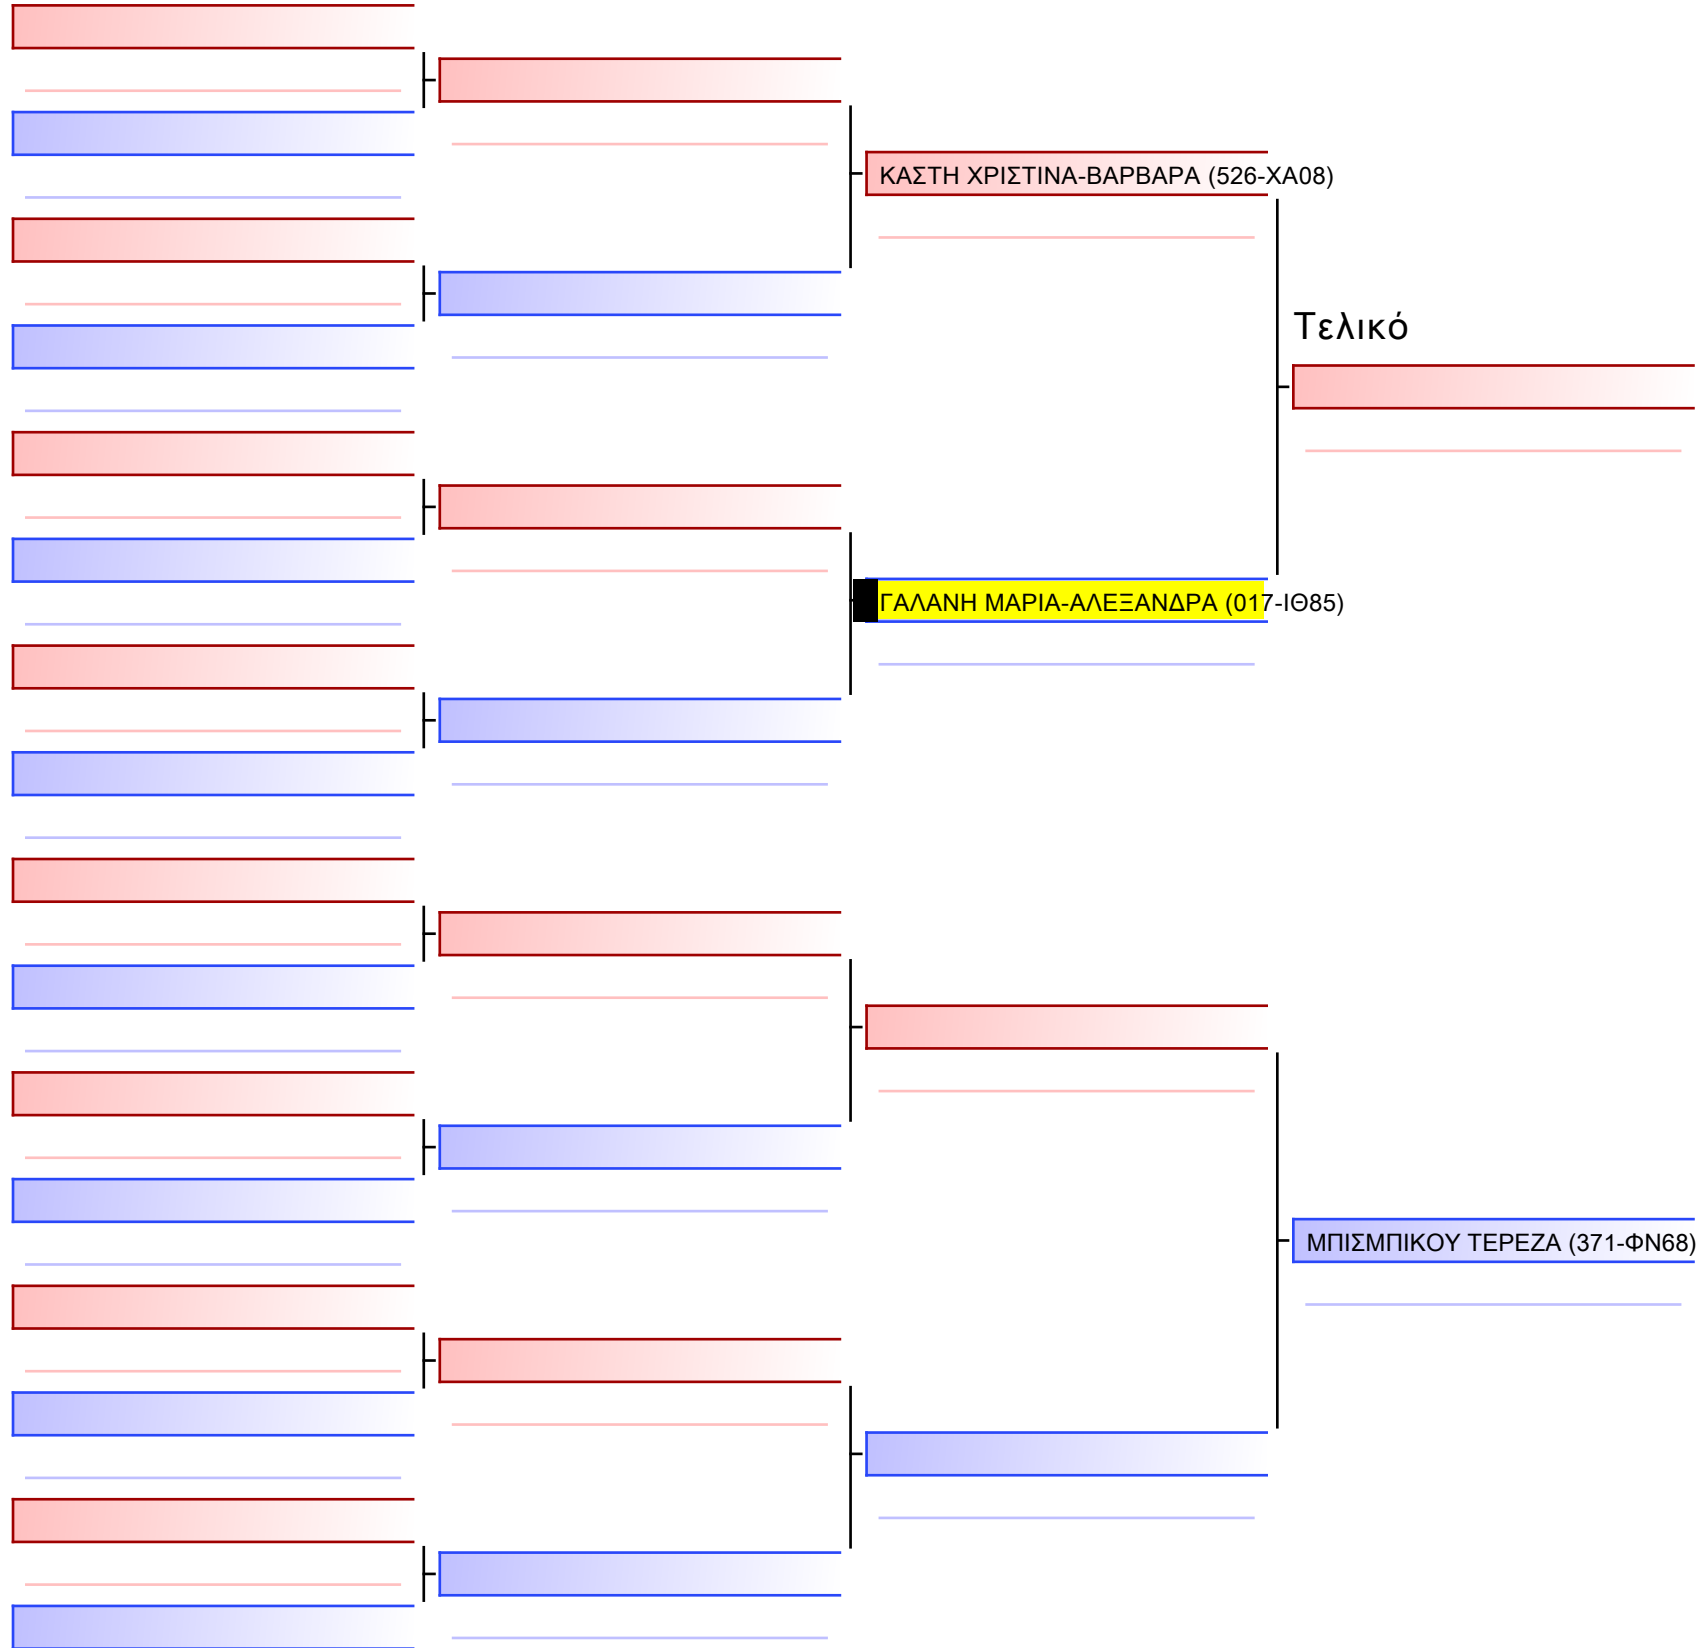 ΚΑΣΤΗ ΧΡΙΣΤΙΝΑ-ΒΑΡΒΑΡΑ (526-ΧΑ08)
Τελικό
ΓΑΛΑΝΗ ΜΑΡΙΑ-ΑΛΕΞΑΝΔΡΑ (017-ΙΘ85)
ΜΠΙΣΜΠΙΚΟΥ ΤΕΡΕΖΑ (371-ΦΝ68)